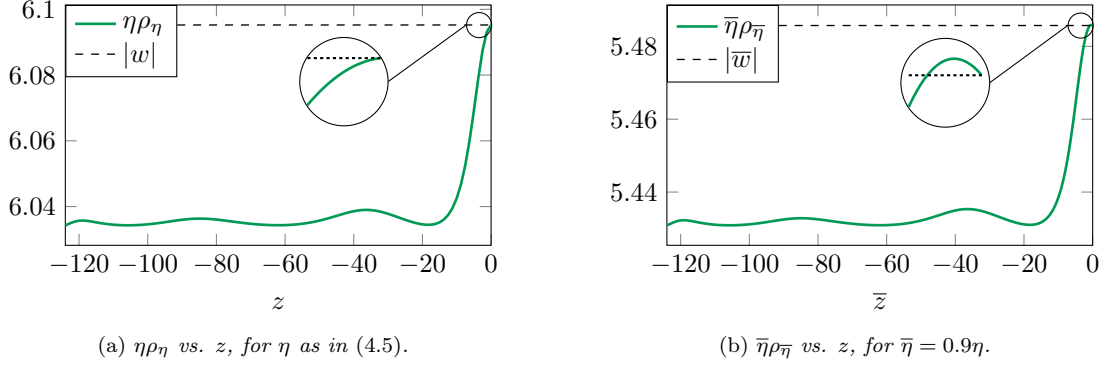 6.1
6.08
6.06
6.04
ηρ_η
|w|
−120 −100 −80 −60 −40 −20 0
z
(a) ηρ_η vs. z, for η as in (4.5).
5.48
5.46
5.44
η̅ρ_η̅
|w̅|
−120 −100 −80 −60 −40 −20 0
z̅
(b) η̅ρ_η̅ vs. z, for η̅ = 0.9η.